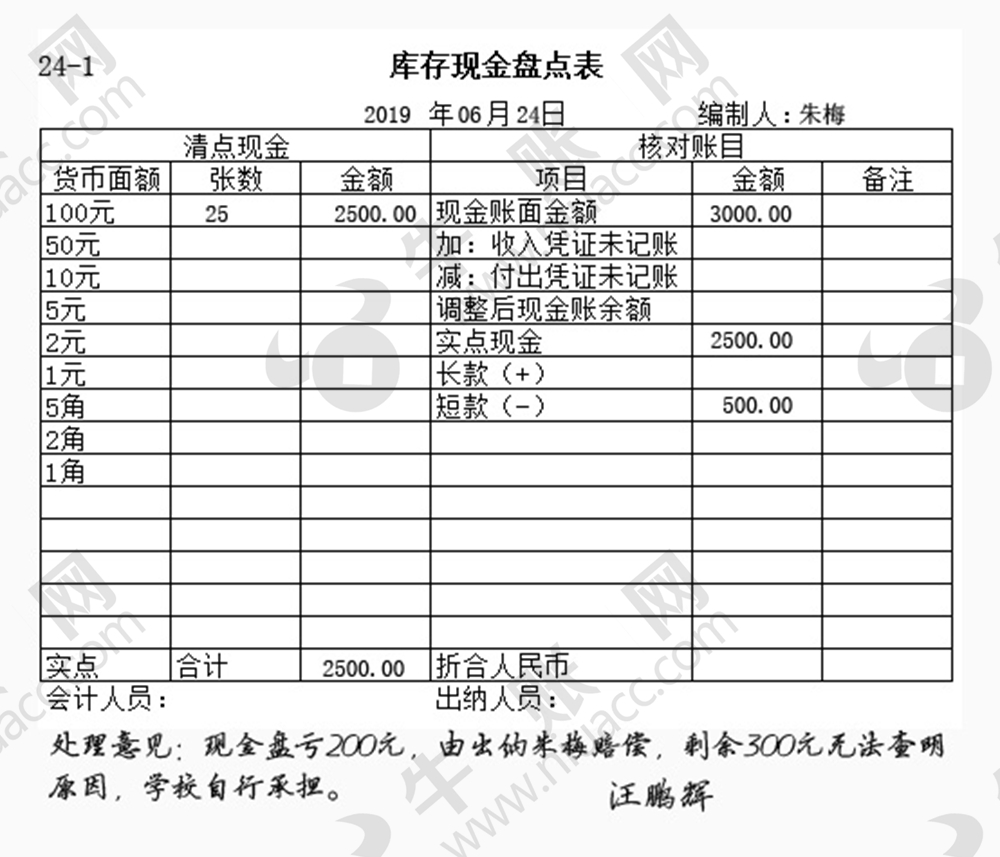 24-1
库存现金盘点表
2019 年 06 月 24日 编制人：朱梅
清点现金 核对账目
货币面额 张数 金额 项目 金额 备注
100元 25 2500.00 现金账面金额 3000.00
50元 加：收入凭证未记账
10元 减：付出凭证未记账
5元 调整后现金账余额
2元 实点现金 2500.00
1元 长款（+）
5角 短款（-） 500.00
2角
1角
实点 合计 2500.00 折合人民币
会计人员： 出纳人员：
处理意见：现金盘亏200元，由出纳朱梅赔偿，剩余300元无法查明
原因，学校自行承担。 汪鹏辉
牛账网
www.niuacc.com